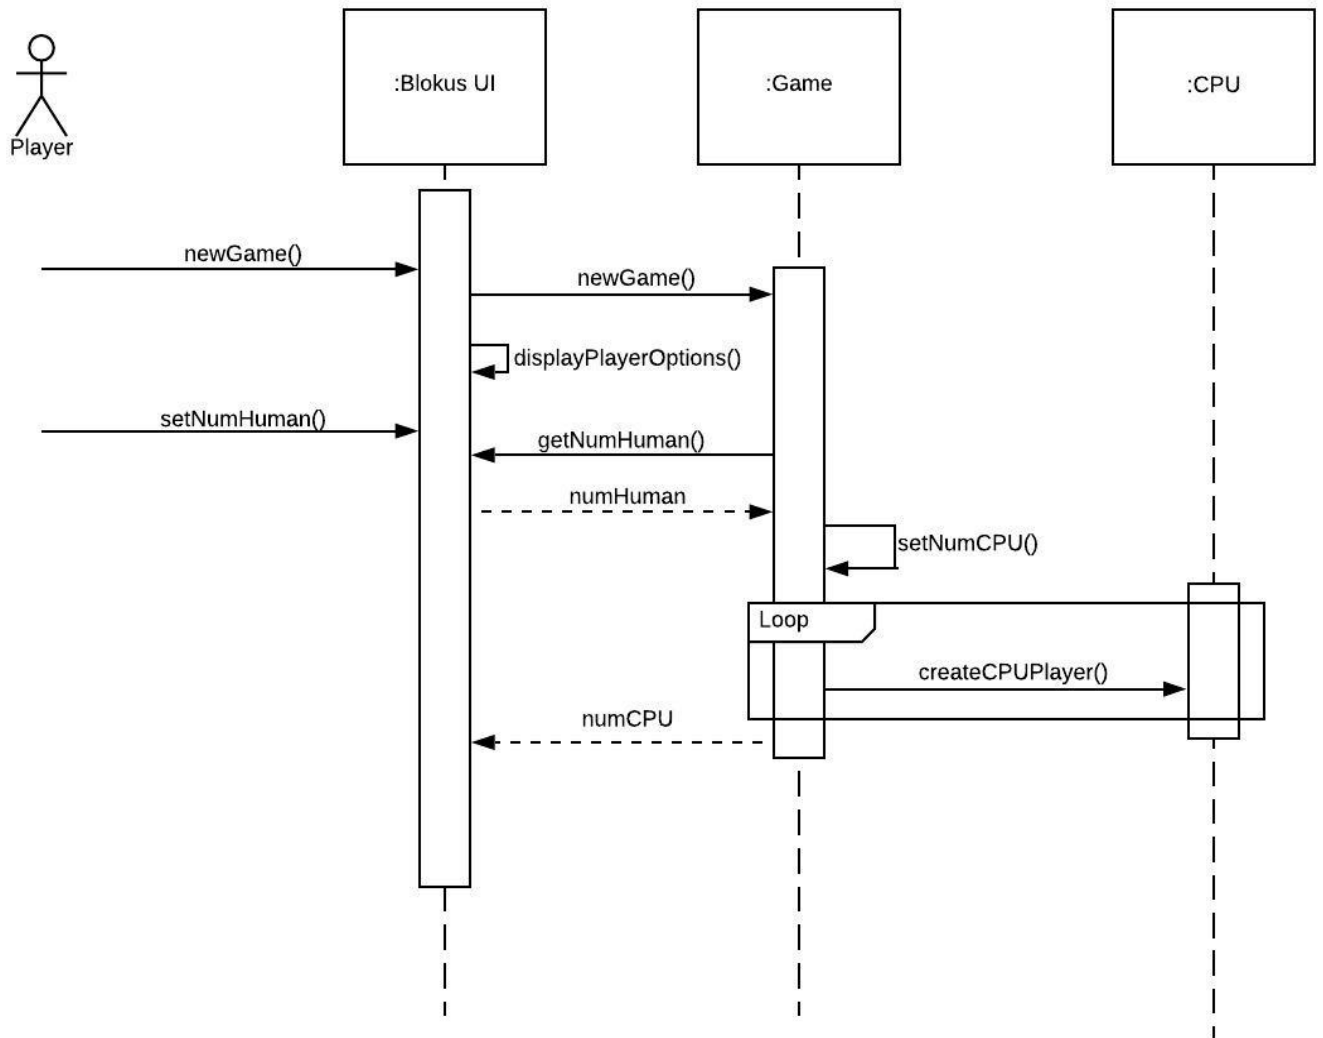 :Blokus UI
:Game
:CPU
Player
newGame()
newGame()
displayPlayerOptions()
setNumHuman()
getNumHuman()
numHuman
setNumCPU()
Loop
createCPUPlayer()
numCPU